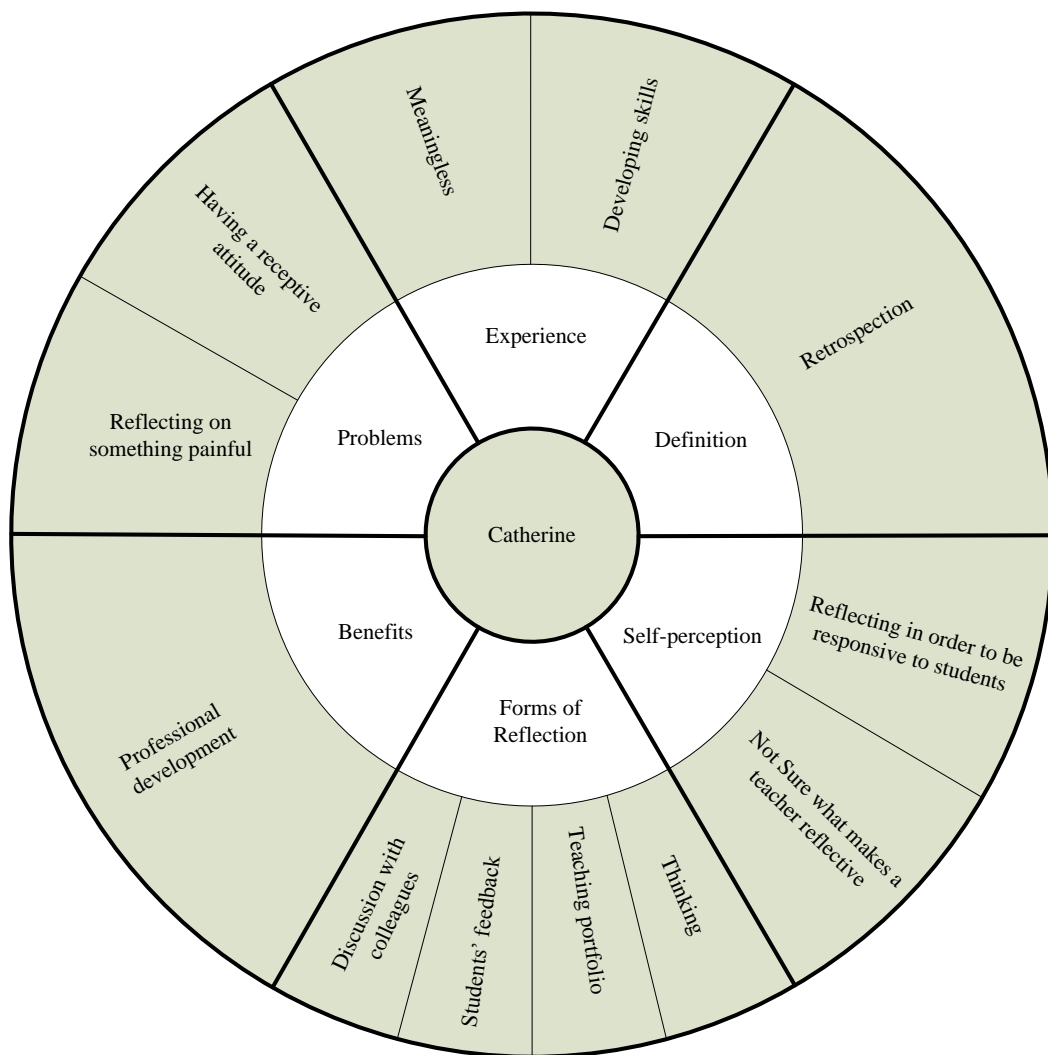 Meaningless
Developing skills
Having a receptive
attitude
Retrospection
Experience
Reflecting on
something painful
Problems
Definition
Catherine
Benefits
Self-perception
Reflecting in order to be
responsive to students
Forms of
Reflection
Professional
development
Not Sure what makes a
teacher reflective
Discussion with
colleagues
Students’ feedback
Teaching portfolio
Thinking